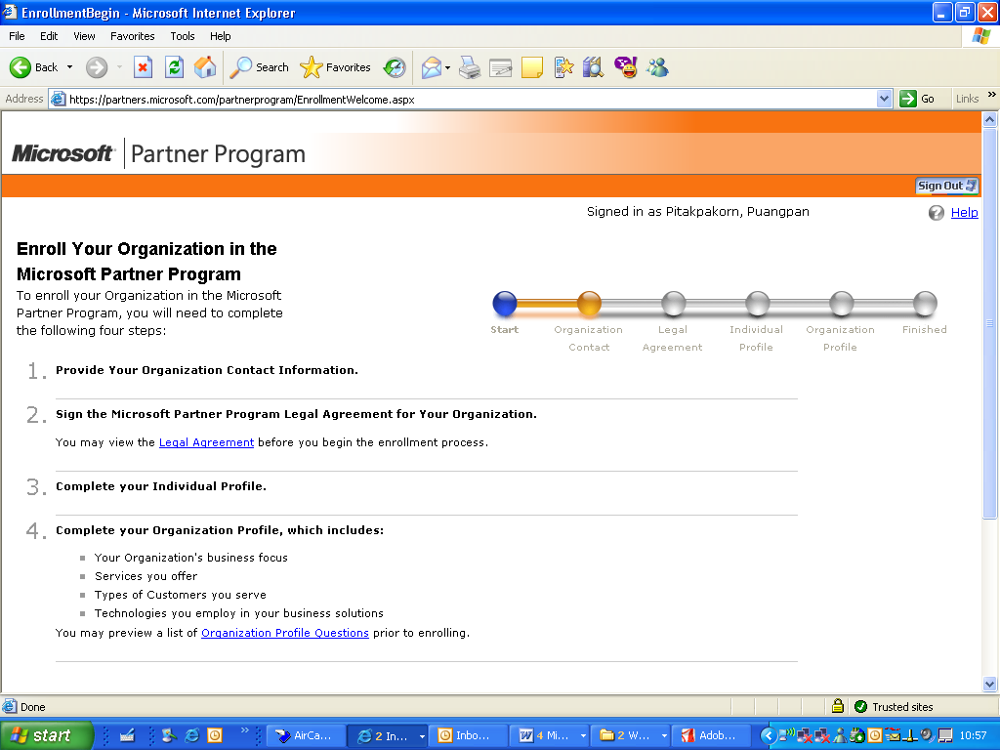 EnrollmentBegin - Microsoft Internet Explorer
File Edit View Favorites Tools Help
Back Search Favorites
Address https://partners.microsoft.com/partnerprogram/EnrollmentWelcome.aspx Go Links »
Microsoft Partner Program
Sign Out
Signed in as Pitakpakorn, Puangpan
? Help
Enroll Your Organization in the
Microsoft Partner Program
To enroll your Organization in the Microsoft
Partner Program, you will need to complete
the following four steps:
Start Organization Legal Individual Organization Finished
Contact Agreement Profile Profile
1. Provide Your Organization Contact Information.
2. Sign the Microsoft Partner Program Legal Agreement for Your Organization.
You may view the Legal Agreement before you begin the enrollment process.
3. Complete your Individual Profile.
4. Complete your Organization Profile, which includes:
Your Organization's business focus
Services you offer
Types of Customers you serve
Technologies you employ in your business solutions
You may preview a list of Organization Profile Questions prior to enrolling.
Done Trusted sites
start » AirCa... 2 In... Inbo... 4 Mi... 2 W... Adob... 10:57